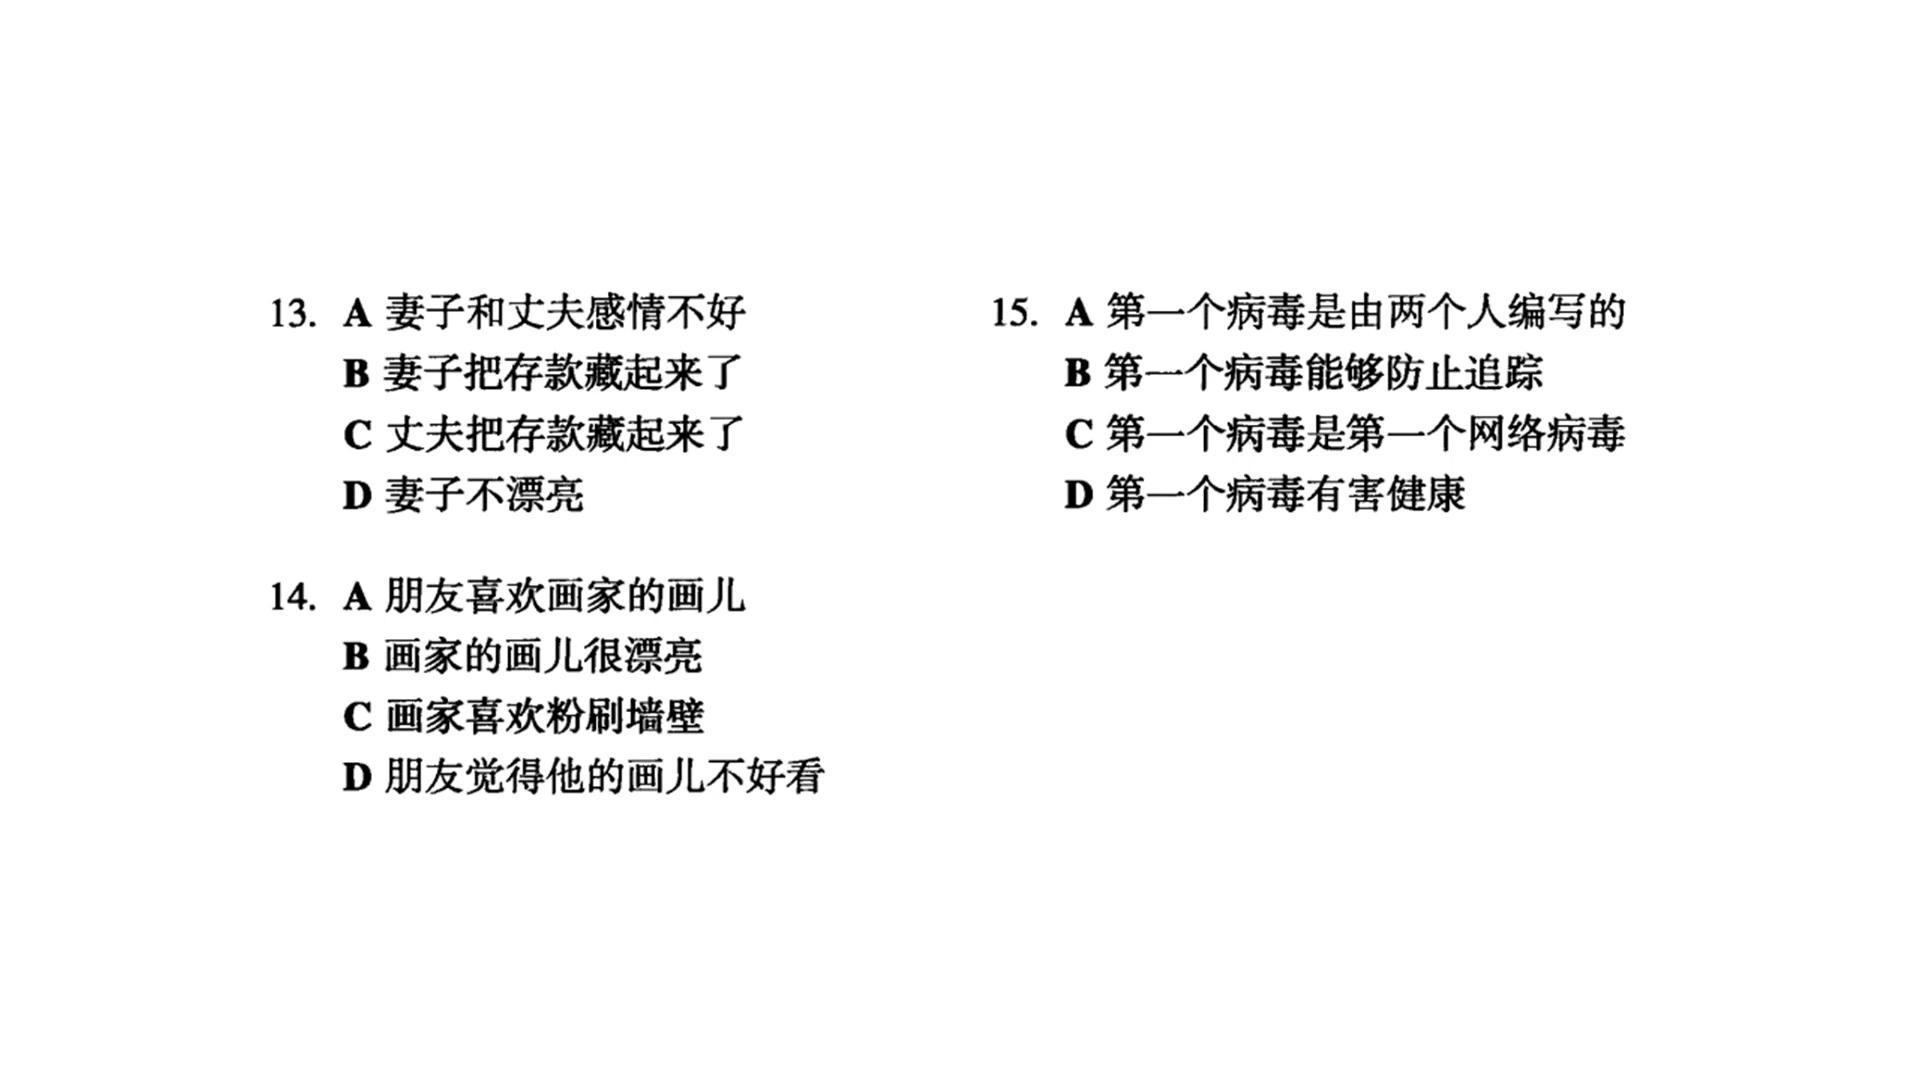 13. A 妻子和丈夫感情不好
B 妻子把存款藏起来了
C 丈夫把存款藏起来了
D 妻子不漂亮
14. A 朋友喜欢画家的画儿
B 画家的画儿很漂亮
C 画家喜欢粉刷墙壁
D 朋友觉得他的画儿不好看
15. A 第一个病毒是由两个人编写的
B 第一个病毒能够防止追踪
C 第一个病毒是第一个网络病毒
D 第一个病毒有害健康